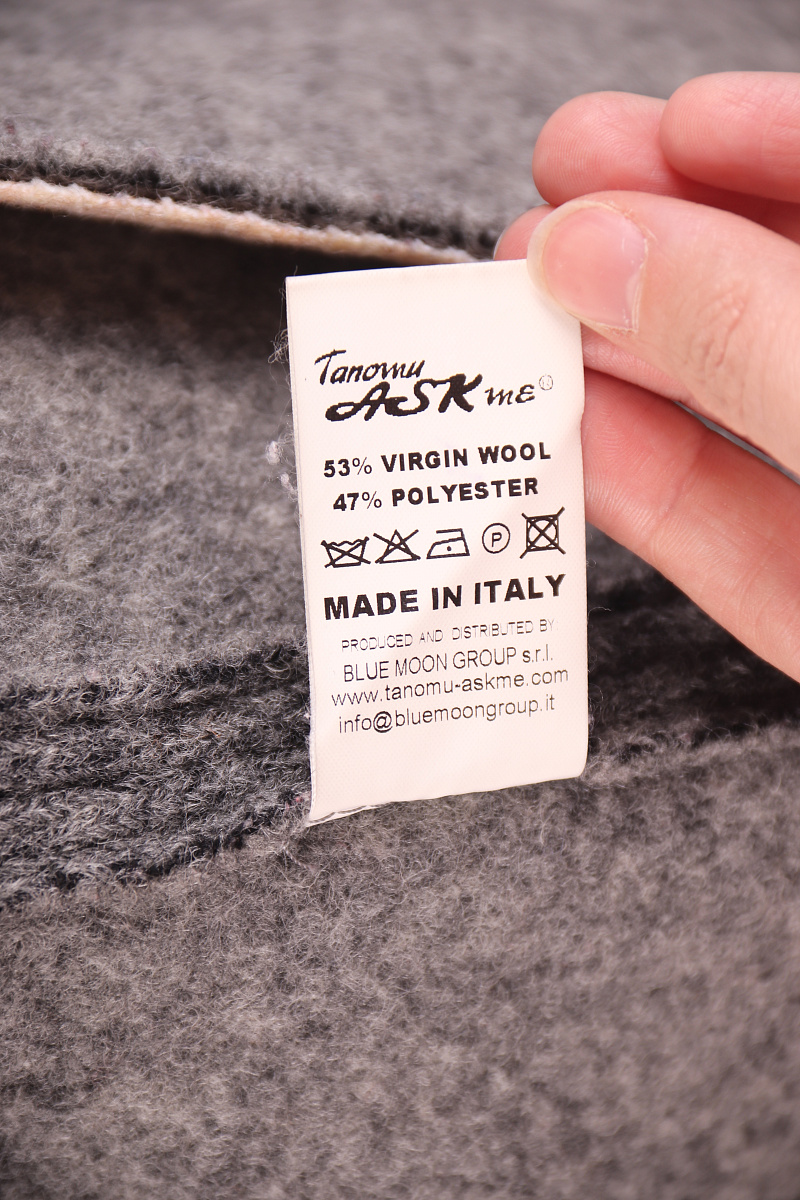 Tanomu
ASK me®
53% VIRGIN WOOL
47% POLYESTER
P
MADE IN ITALY
PRODUCED AND DISTRIBUTED BY:
BLUE MOON GROUP s.r.l.
www.tanomu-askme.com
info@bluemoongroup.it